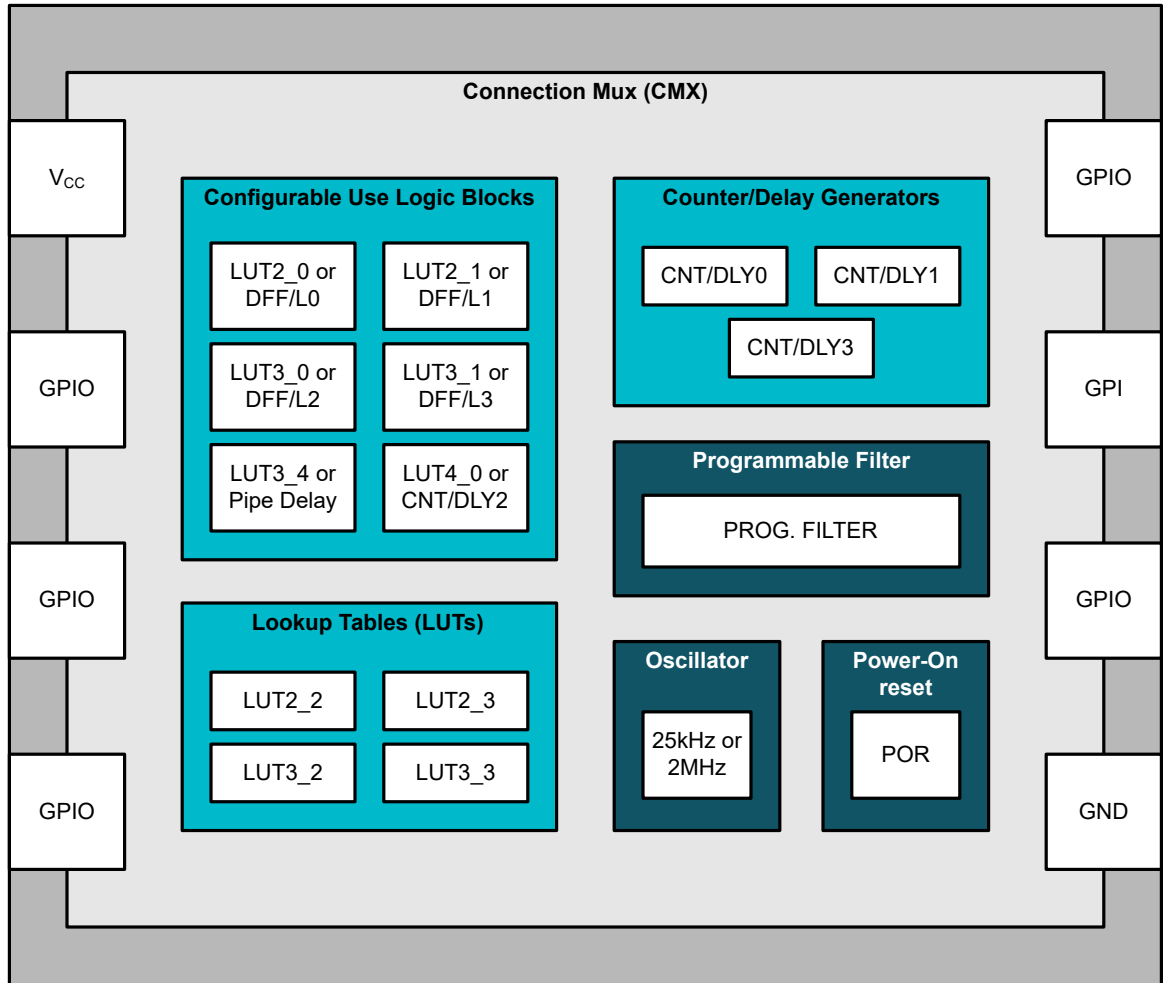 Connection Mux (CMX)
V<sub>CC</sub>
GPIO
GPIO
GPIO
Configurable Use Logic Blocks
LUT2_0 or
DFF/L0
LUT2_1 or
DFF/L1
LUT3_0 or
DFF/L2
LUT3_1 or
DFF/L3
LUT3_4 or
Pipe Delay
LUT4_0 or
CNT/DLY2
Lookup Tables (LUTs)
LUT2_2
LUT2_3
LUT3_2
LUT3_3
Counter/Delay Generators
CNT/DLY0
CNT/DLY1
CNT/DLY3
Programmable Filter
PROG. FILTER
Oscillator
25kHz or
2MHz
Power-On
reset
POR
GPIO
GPI
GPIO
GND